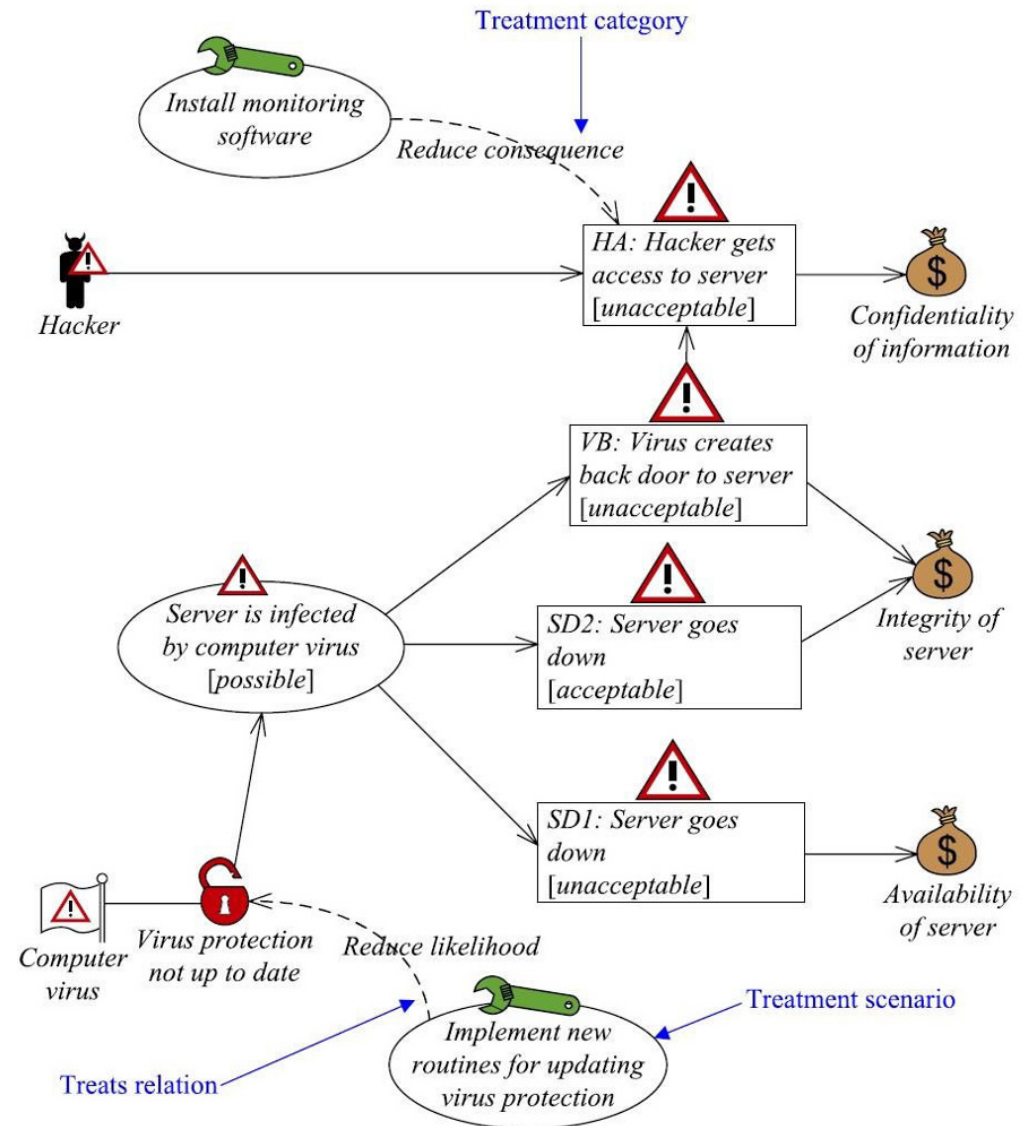 Treatment category
Install monitoring
software
Reduce consequence
HA: Hacker gets
access to server
[unacceptable]
Hacker
$
Confidentiality
of information
VB: Virus creates
back door to server
[unacceptable]
Server is infected
by computer virus
[possible]
SD2: Server goes
down
[acceptable]
$
Integrity of
server
SD1: Server goes
down
[unacceptable]
$
Availability
of server
Computer
virus
Virus protection
not up to date
Reduce likelihood
Implement new
routines for updating
virus protection
Treatment scenario
Treats relation